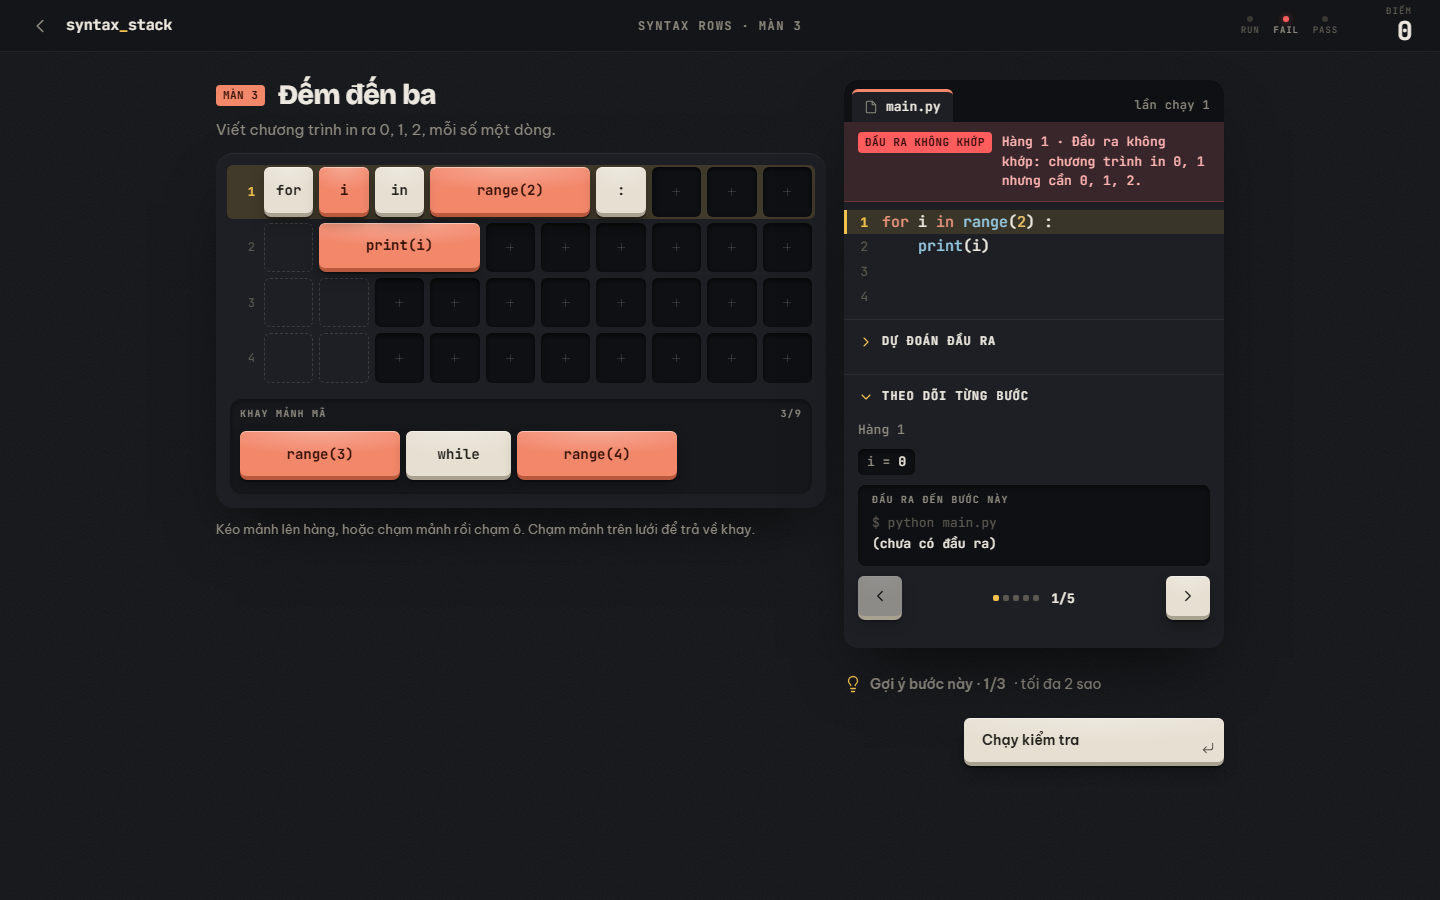 syntax_stack
SYNTAX ROWS · MÀN 3
RUN FAIL PASS
ĐIỂM
0
MÀN 3
Đếm đến ba
Viết chương trình in ra 0, 1, 2, mỗi số một dòng.
1 for i in range(2) : + + +
2 print(i) + + + + + +
3 + + + + + + + +
4 + + + + + + + +
KHAY MẢNH MÃ 3/9
range(3) while range(4)
Kéo mảnh lên hàng, hoặc chạm mảnh rồi chạm ô. Chạm mảnh trên lưới để trả về khay.
main.py lần chạy 1
ĐẦU RA KHÔNG KHỚP
Hàng 1 · Đầu ra không
khớp: chương trình in 0, 1
nhưng cần 0, 1, 2.
1 for i in range(2) :
2 print(i)
3
4
DỰ ĐOÁN ĐẦU RA
THEO DÕI TỪNG BƯỚC
Hàng 1
i = 0
ĐẦU RA ĐẾN BƯỚC NÀY
$ python main.py
(chưa có đầu ra)
1/5
Gợi ý bước này · 1/3 · tối đa 2 sao
Chạy kiểm tra